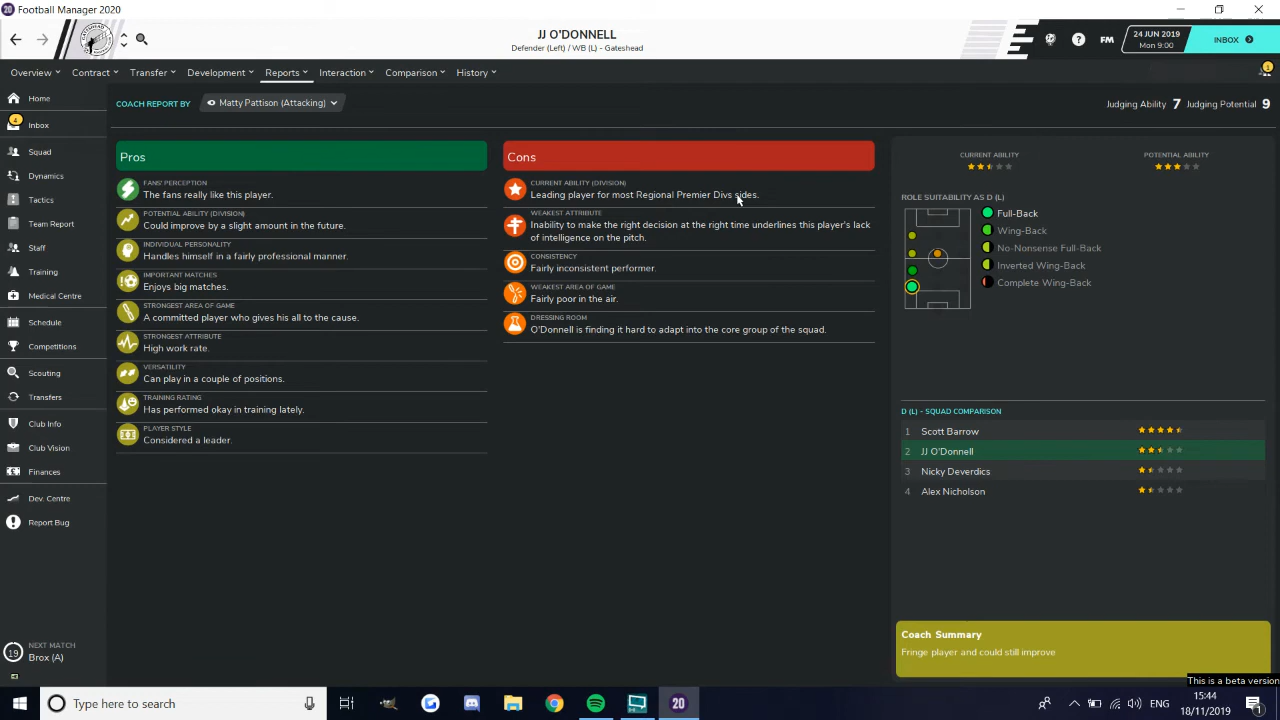 Football Manager 2020
JJ O'DONNELL
Defender (Left) / WB (L) - Gateshead
FM
24 JUN 2019
Mon 9:00
INBOX
1
Overview
Contract
Transfer
Development
Reports
Interaction
Comparison
History
Home
4
Inbox
Squad
Dynamics
Tactics
Team Report
Staff
Training
Medical Centre
Schedule
Competitions
Scouting
Transfers
Club Info
Club Vision
Finances
Dev. Centre
Report Bug
19
NEXT MATCH
Brox (A)
COACH REPORT BY
Matty Pattison (Attacking)
Judging Ability 7 Judging Potential 9
Pros
FANS' PERCEPTION
The fans really like this player.
POTENTIAL ABILITY (DIVISION)
Could improve by a slight amount in the future.
INDIVIDUAL PERSONALITY
Handles himself in a fairly professional manner.
IMPORTANT MATCHES
Enjoys big matches.
STRONGEST AREA OF GAME
A committed player who gives his all to the cause.
STRONGEST ATTRIBUTE
High work rate.
VERSATILITY
Can play in a couple of positions.
TRAINING RATING
Has performed okay in training lately.
PLAYER STYLE
Considered a leader.
Cons
CURRENT ABILITY (DIVISION)
Leading player for most Regional Premier Divs sides.
WEAKEST ATTRIBUTE
Inability to make the right decision at the right time underlines this player's lack
of intelligence on the pitch.
CONSISTENCY
Fairly inconsistent performer.
WEAKEST AREA OF GAME
Fairly poor in the air.
DRESSING ROOM
O'Donnell is finding it hard to adapt into the core group of the squad.
CURRENT ABILITY
POTENTIAL ABILITY
ROLE SUITABILITY AS D (L)
Full-Back
Wing-Back
No-Nonsense Full-Back
Inverted Wing-Back
Complete Wing-Back
D (L) - SQUAD COMPARISON
1 Scott Barrow
2 JJ O'Donnell
3 Nicky Deverdics
4 Alex Nicholson
Coach Summary
Fringe player and could still improve
This is a beta version
Type here to search
20
ENG
15:44
18/11/2019
1